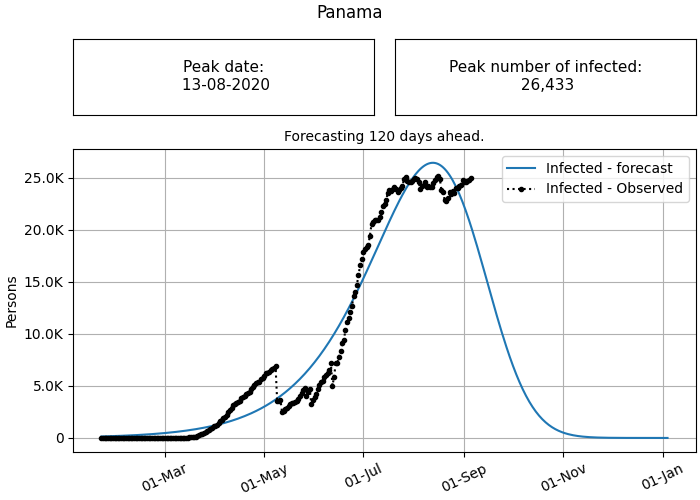 Panama
Peak date:
13-08-2020
Peak number of infected:
26,433
Forecasting 120 days ahead.
Infected - forecast
Infected - Observed
25.0K
20.0K
15.0K
10.0K
5.0K
0
Persons
01-Mar
01-May
01-Jul
01-Sep
01-Nov
01-Jan